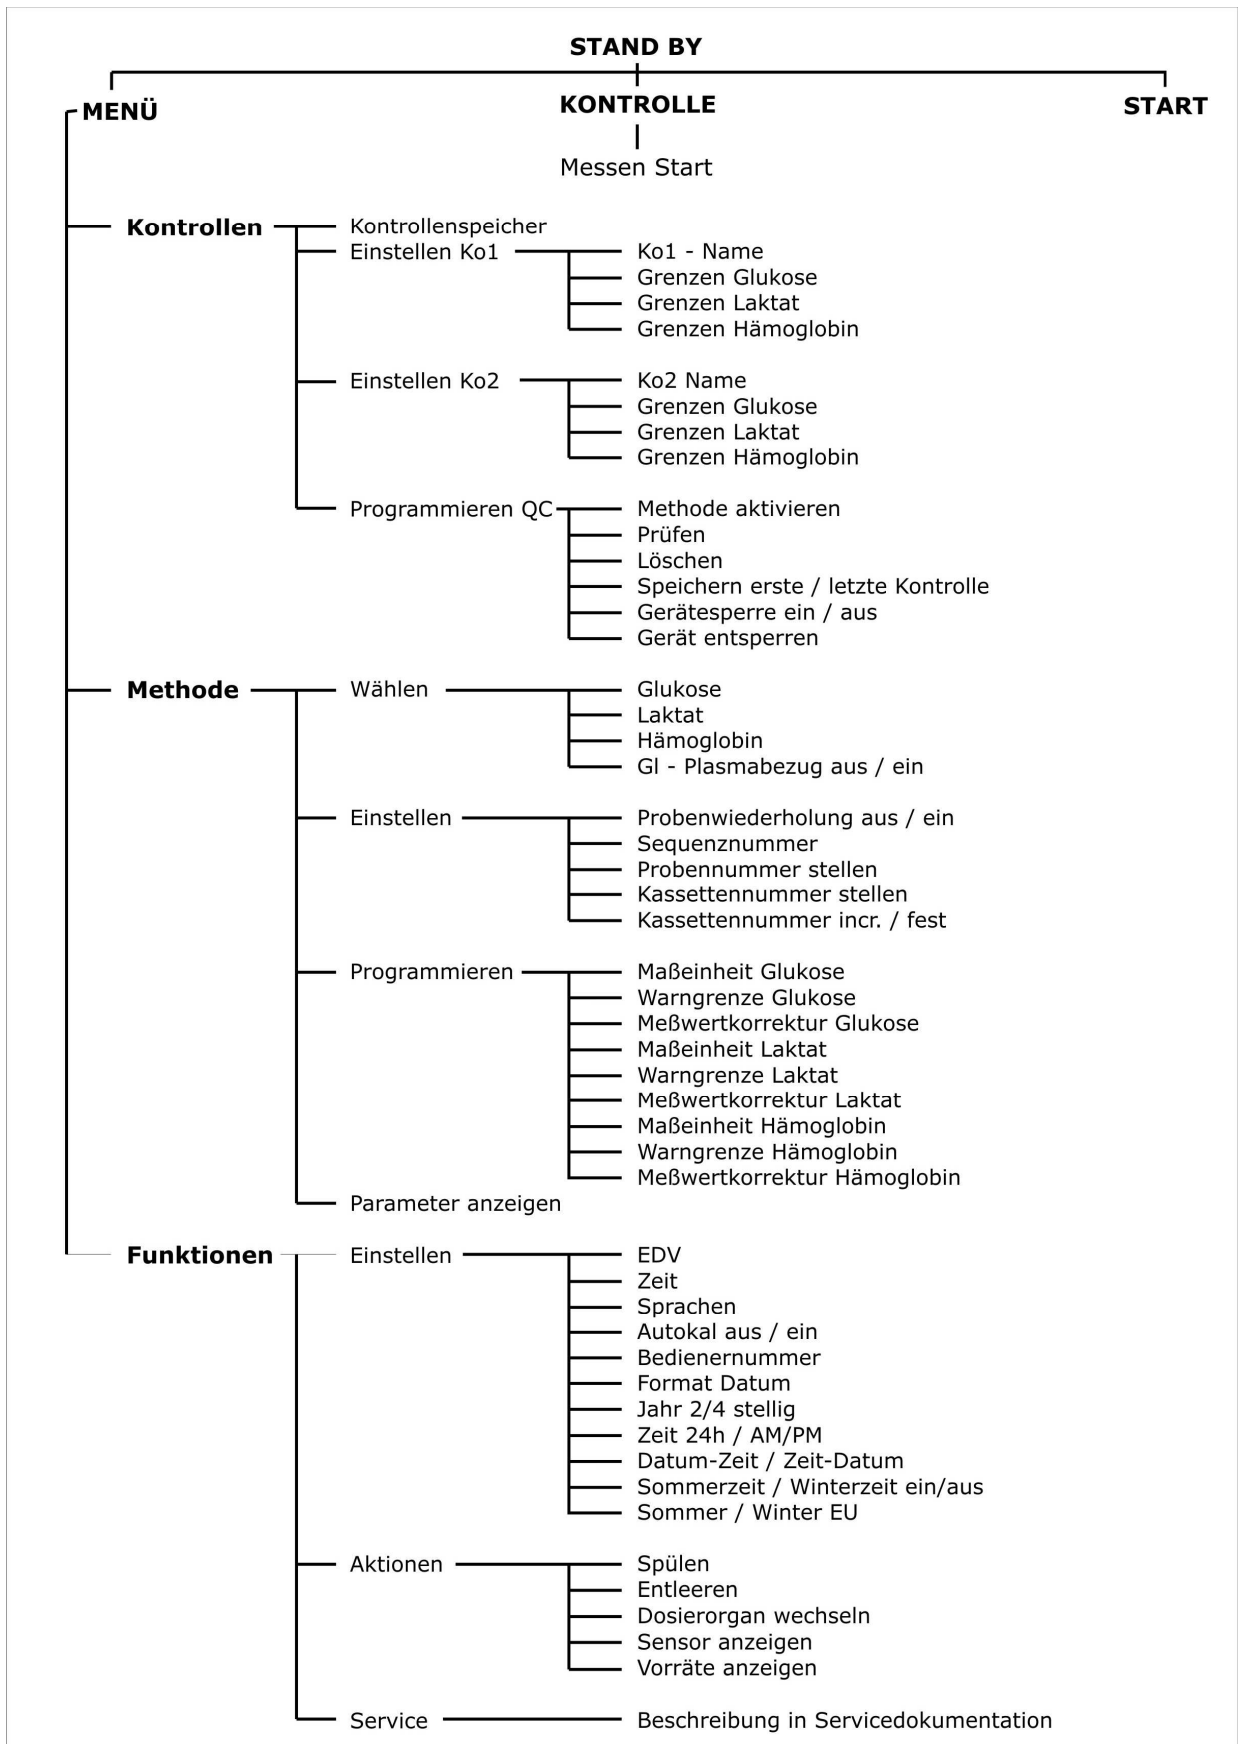 STAND BY
MENÜ
KONTROLLE
START
Messen Start
Kontrollen
Kontrollenspeicher
Einstellen Ko1
Ko1 - Name
Grenzen Glukose
Grenzen Laktat
Grenzen Hämoglobin
Einstellen Ko2
Ko2 Name
Grenzen Glukose
Grenzen Laktat
Grenzen Hämoglobin
Programmieren QC
Methode aktivieren
Prüfen
Löschen
Speichern erste / letzte Kontrolle
Gerätesperre ein / aus
Gerät entsperren
Methode
Wählen
Glukose
Laktat
Hämoglobin
Gl - Plasmabezug aus / ein
Einstellen
Probenwiederholung aus / ein
Sequenznummer
Probennummer stellen
Kassettennummer stellen
Kassettennummer incr. / fest
Programmieren
Maßeinheit Glukose
Warngrenze Glukose
Meßwertkorrektur Glukose
Maßeinheit Laktat
Warngrenze Laktat
Meßwertkorrektur Laktat
Maßeinheit Hämoglobin
Warngrenze Hämoglobin
Meßwertkorrektur Hämoglobin
Parameter anzeigen
Funktionen
Einstellen
EDV
Zeit
Sprachen
Autokal aus / ein
Bedienernummer
Format Datum
Jahr 2/4 stellig
Zeit 24h / AM/PM
Datum-Zeit / Zeit-Datum
Sommerzeit / Winterzeit ein/aus
Sommer / Winter EU
Aktionen
Spülen
Entleeren
Dosierorgan wechseln
Sensor anzeigen
Vorräte anzeigen
Service
Beschreibung in Servicedokumentation